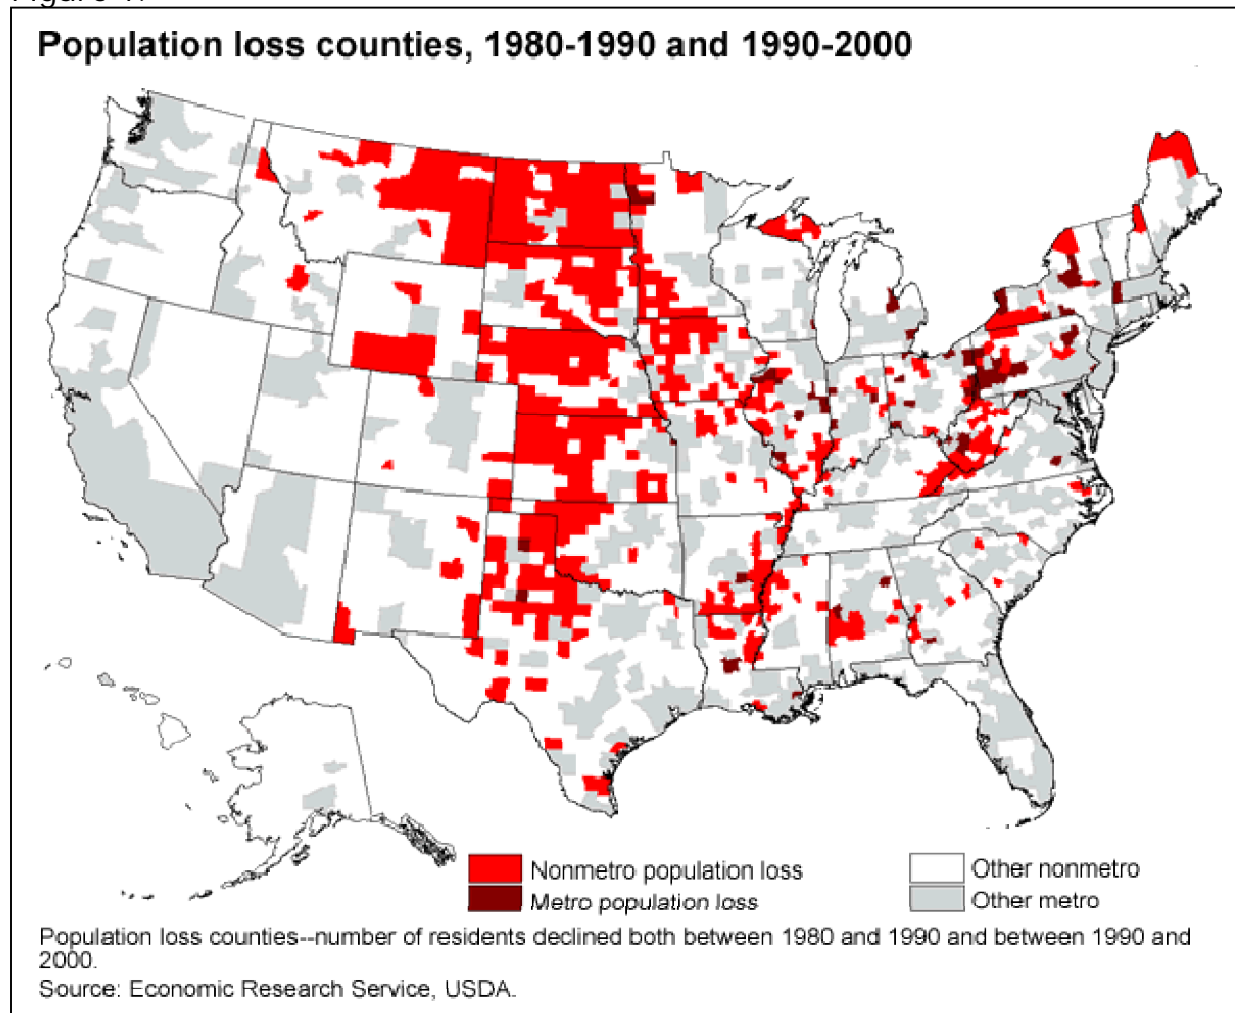 Population loss counties, 1980-1990 and 1990-2000
Nonmetro population loss
Other nonmetro
Metro population loss
Other metro
Population loss counties--number of residents declined both between 1980 and 1990 and between 1990 and
2000.
Source: Economic Research Service, USDA.